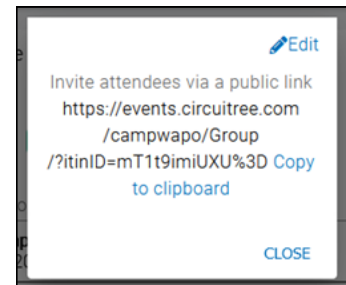 Edit
Invite attendees via a public link
https://events.circuitree.com
/campwapo/Group
/?itinID=mT1t9imiUXU%3D Copy
to clipboard
CLOSE